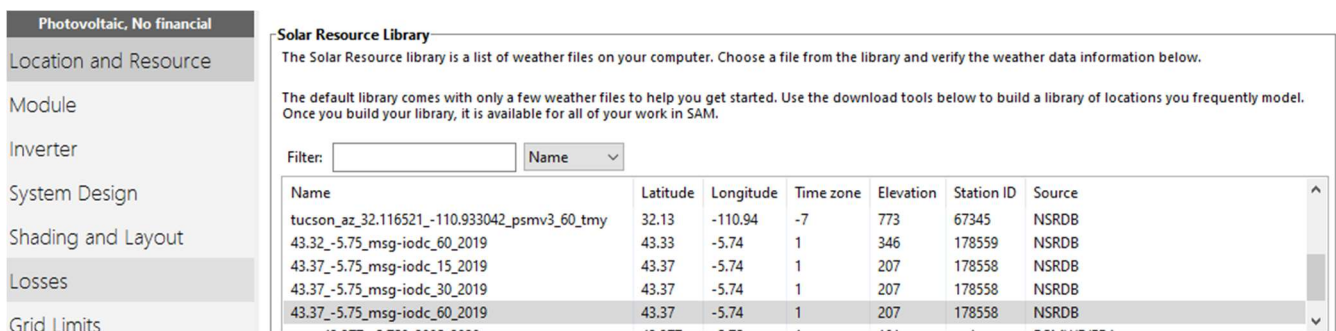 Photovoltaic, No financial
Location and Resource
Module
Inverter
System Design
Shading and Layout
Losses
Grid Limits
Solar Resource Library
The Solar Resource library is a list of weather files on your computer. Choose a file from the library and verify the weather data information below.
The default library comes with only a few weather files to help you get started. Use the download tools below to build a library of locations you frequently model.
Once you build your library, it is available for all of your work in SAM.
Filter: Name
Name Latitude Longitude Time zone Elevation Station ID Source
tucson_az_32.116521_-110.933042_psmv3_60_tmy 32.13 -110.94 -7 773 67345 NSRDB
43.32_-5.75_msg-iodc_60_2019 43.33 -5.74 1 346 178559 NSRDB
43.37_-5.75_msg-iodc_15_2019 43.37 -5.74 1 207 178558 NSRDB
43.37_-5.75_msg-iodc_30_2019 43.37 -5.74 1 207 178558 NSRDB
43.37_-5.75_msg-iodc_60_2019 43.37 -5.74 1 207 178558 NSRDB